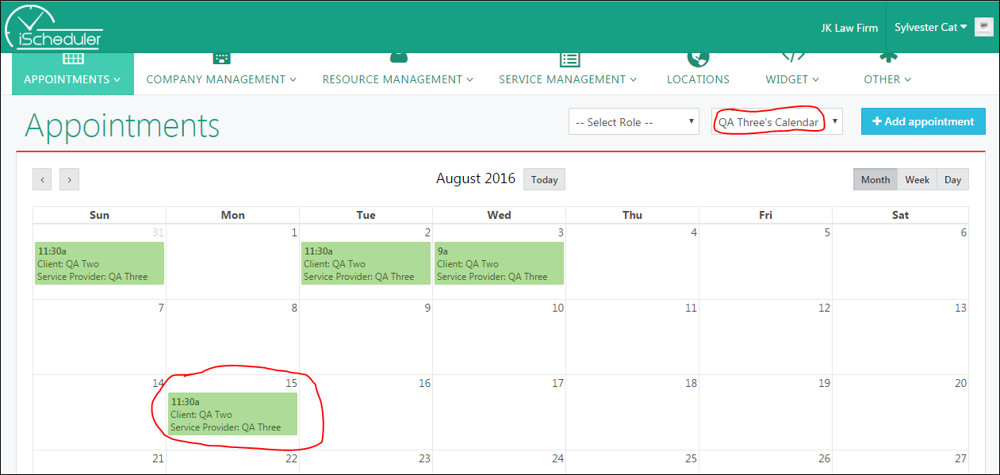 iScheduler
JK Law Firm
Sylvester Cat
APPOINTMENTS
COMPANY MANAGEMENT
RESOURCE MANAGEMENT
SERVICE MANAGEMENT
LOCATIONS
WIDGET
OTHER
Appointments
-- Select Role --
QA Three's Calendar
+ Add appointment
< >
August 2016
Today
Month Week Day
Sun Mon Tue Wed Thu Fri Sat
31 1 2 3 4 5 6
11:30a
Client: QA Two
Service Provider: QA Three
11:30a
Client: QA Two
Service Provider: QA Three
9a
Client: QA Two
Service Provider: QA Three
7 8 9 10 11 12 13
14 15 16 17 18 19 20
11:30a
Client: QA Two
Service Provider: QA Three
21 22 23 24 25 26 27